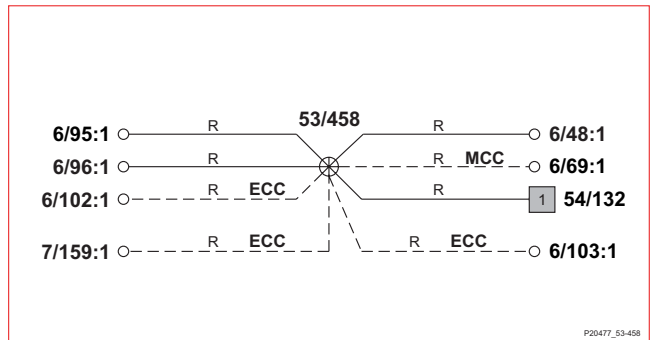 53/458
6/95:1 R R 6/48:1
6/96:1 R R MCC 6/69:1
6/102:1 R ECC R 1 54/132
7/159:1 R ECC R ECC 6/103:1
P20477_53-458